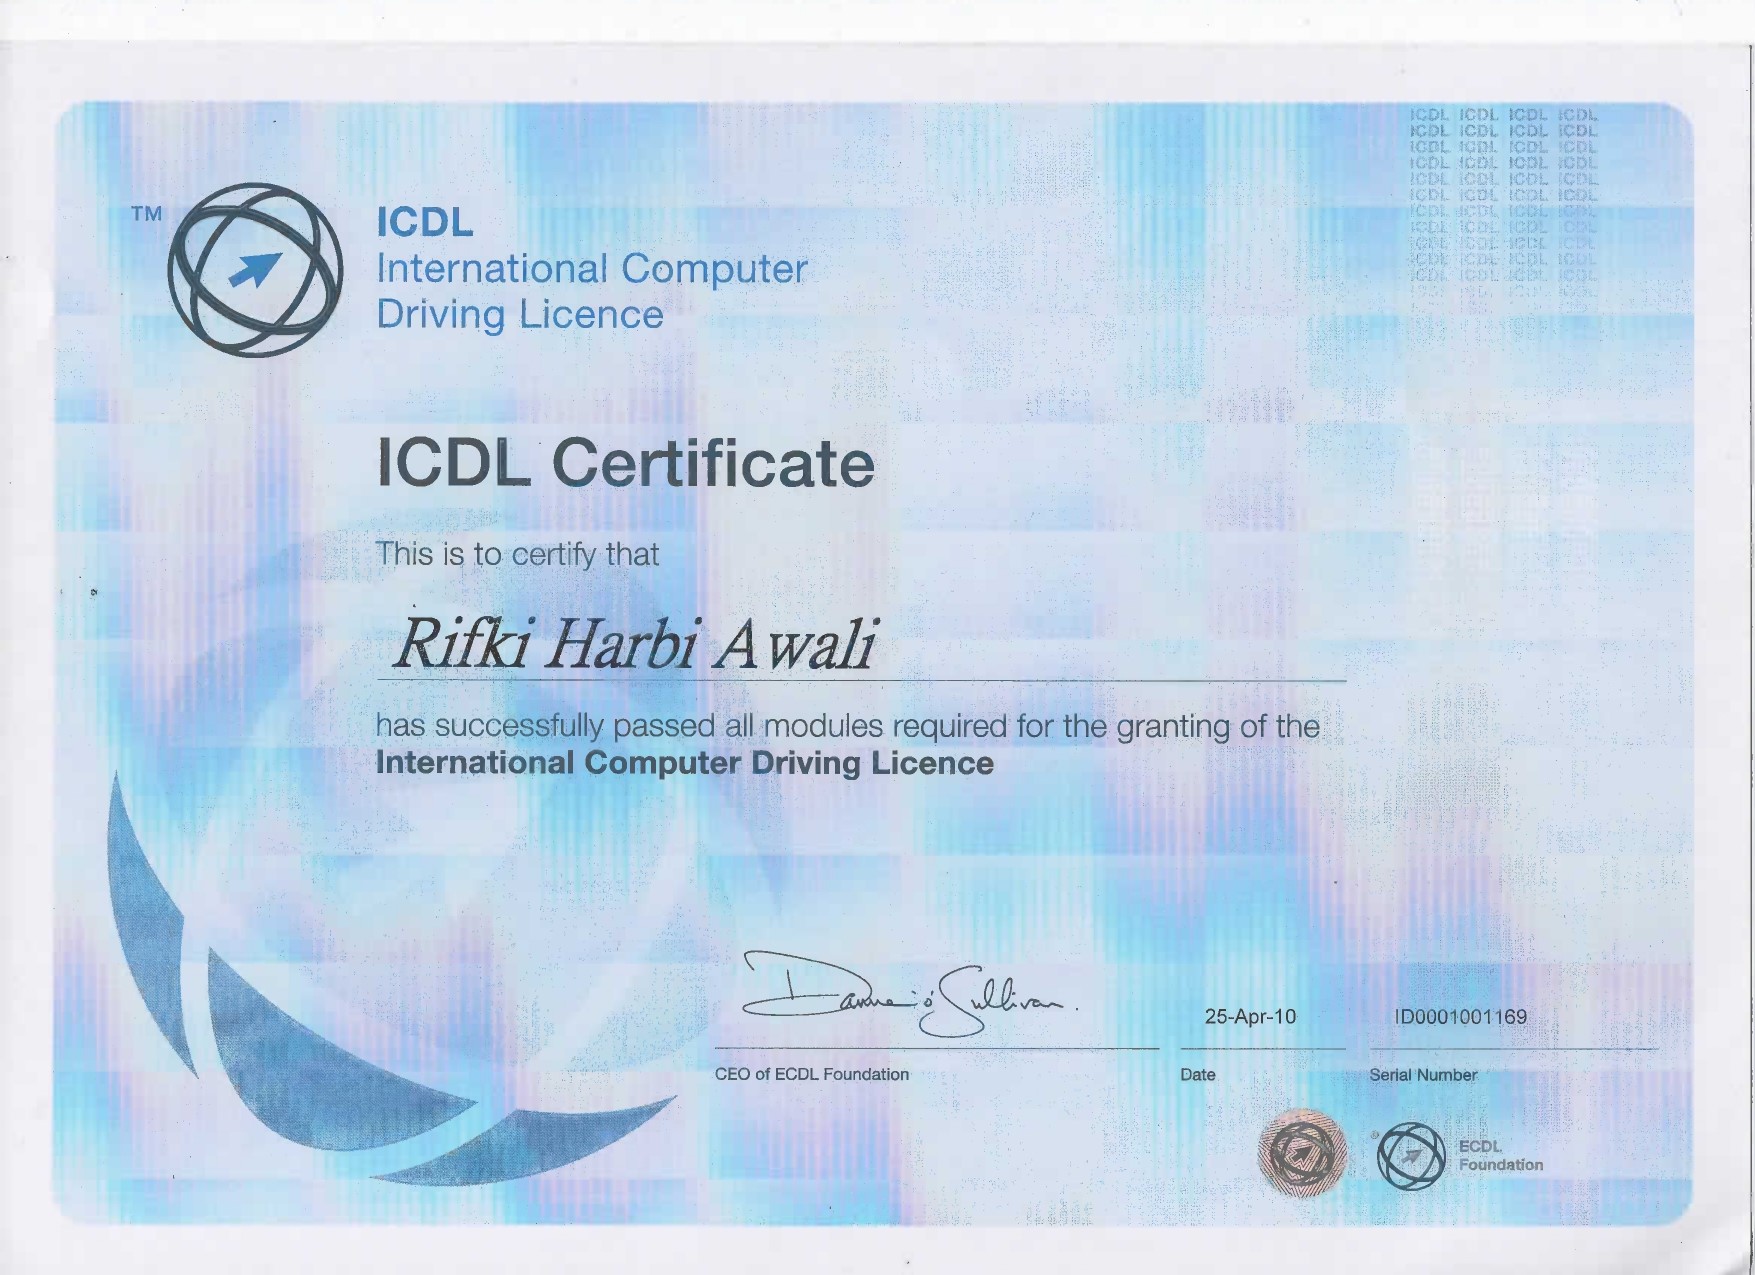 ICDL ICDL ICDL ICDL
ICDL ICDL ICDL ICDL
ICDL ICDL ICDL ICDL
ICDL ICDL ICDL ICDL
ICDL ICDL ICDL ICDL
ICDL ICDL ICDL ICDL
ICDL ICDL ICDL ICDL
ICDL ICDL ICDL ICDL
ICDL ICDL ICDL ICDL
ICDL ICDL ICDL ICDL
ICDL ICDL ICDL ICDL
TM
ICDL
International Computer
Driving Licence
ICDL Certificate
This is to certify that
Rifki Harbi Awali
has successfully passed all modules required for the granting of the
International Computer Driving Licence
Damien O'Sullivan
25-Apr-10
ID0001001169
CEO of ECDL Foundation
Date
Serial Number
®
ECDL
Foundation